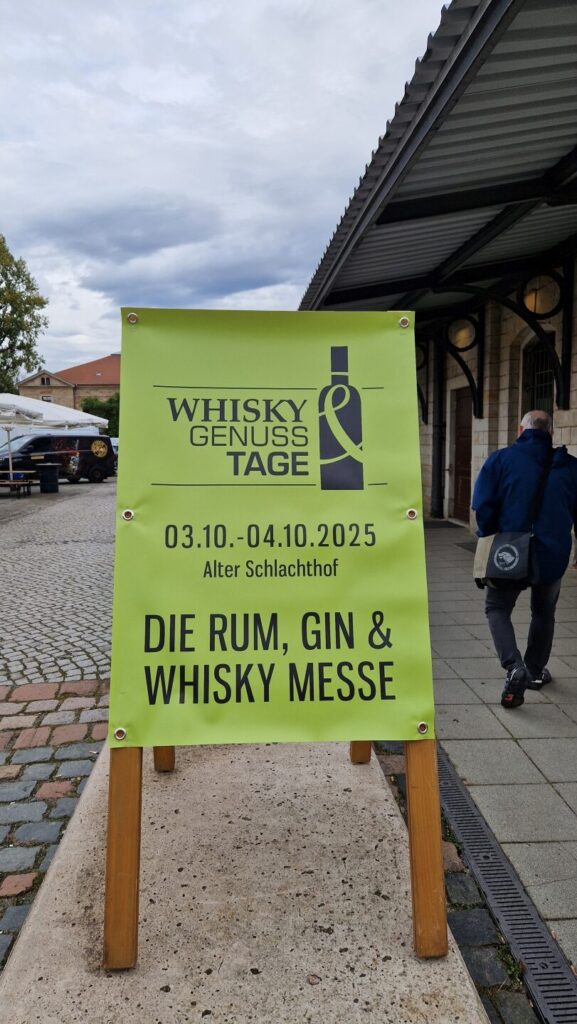 WHISKY
GENUSS
TAGE
03.10.-04.10.2025
Alter Schlachthof
DIE RUM, GIN &
WHISKY MESSE